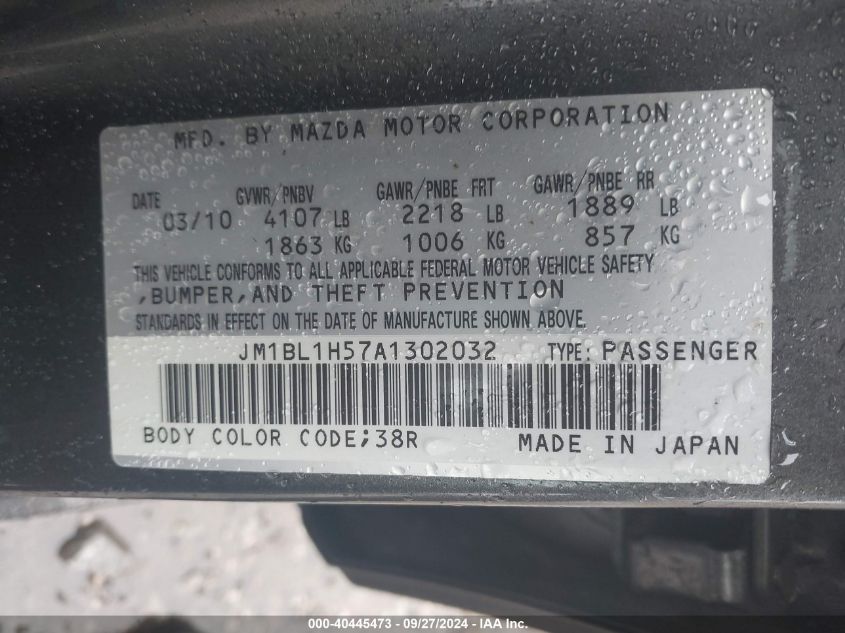 MFD. BY MAZDA MOTOR CORPORATION
DATE GVWR/PNBV GAWR/PNBE FRT GAWR/PNBE RR
03/10 4107 LB 2218 LB 1889 LB
1863 KG 1006 KG 857 KG
THIS VEHICLE CONFORMS TO ALL APPLICABLE FEDERAL MOTOR VEHICLE SAFETY
,BUMPER,AND THEFT PREVENTION
STANDARDS IN EFFECT ON THE DATE OF MANUFACTURE SHOWN ABOVE.
JM1BL1H57A1302032 TYPE: PASSENGER
BODY COLOR CODE;38R MADE IN JAPAN
000-40445473 - 09/27/2024 - IAA Inc.